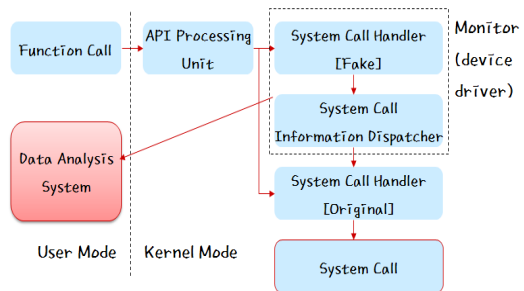 Function Call
API Processing
Unit
System Call Handler
[Fake]
Monitor
(device
driver)
System Call
Information Dispatcher
Data Analysis
System
System Call Handler
[Original]
User Mode
Kernel Mode
System Call